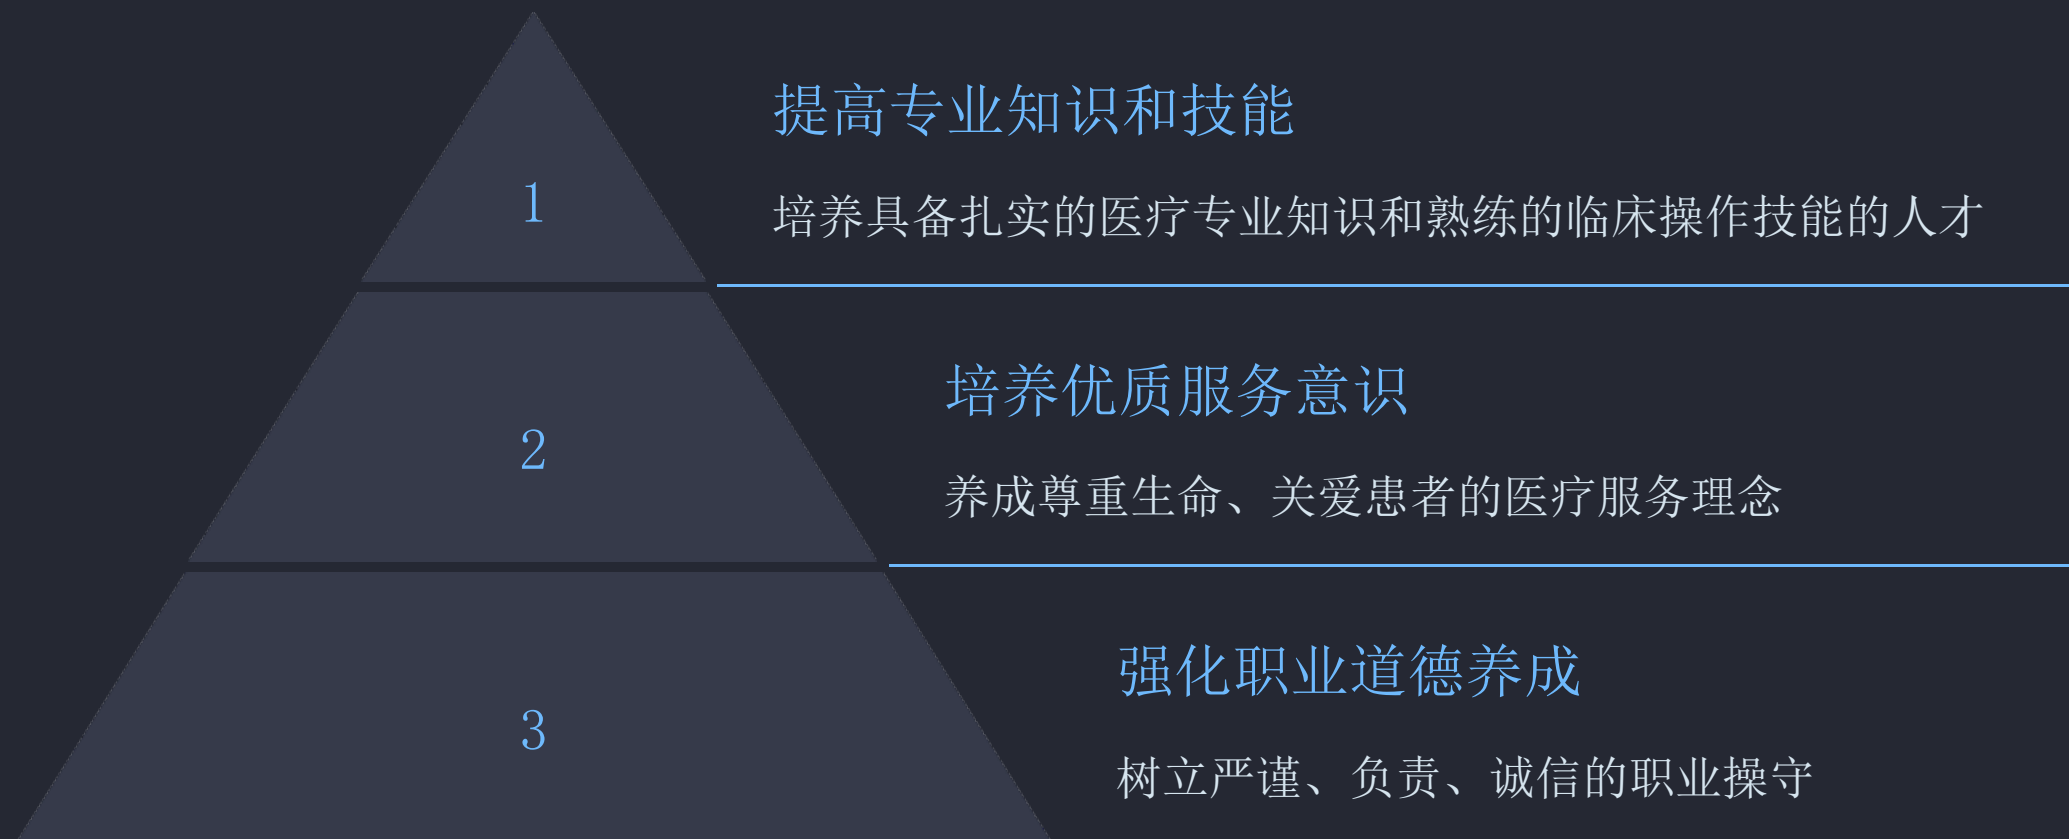 1
提高专业知识和技能
培养具备扎实的医疗专业知识和熟练的临床操作技能的人才
2
培养优质服务意识
养成尊重生命、关爱患者的医疗服务理念
3
强化职业道德养成
树立严谨、负责、诚信的职业操守